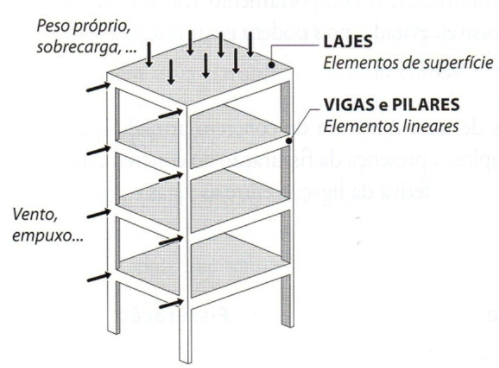 Peso próprio,
sobrecarga, ...
LAJES
Elementos de superfície
VIGAS e PILARES
Elementos lineares
Vento,
empuxo...